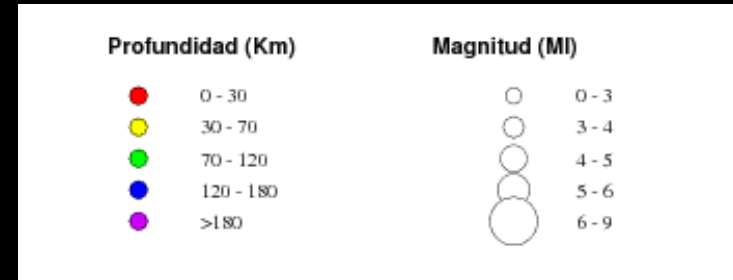 Profundidad (Km) Magnitud (Ml)
0 - 30 0 - 3
30 - 70 3 - 4
70 - 120 4 - 5
120 - 180 5 - 6
>180 6 - 9